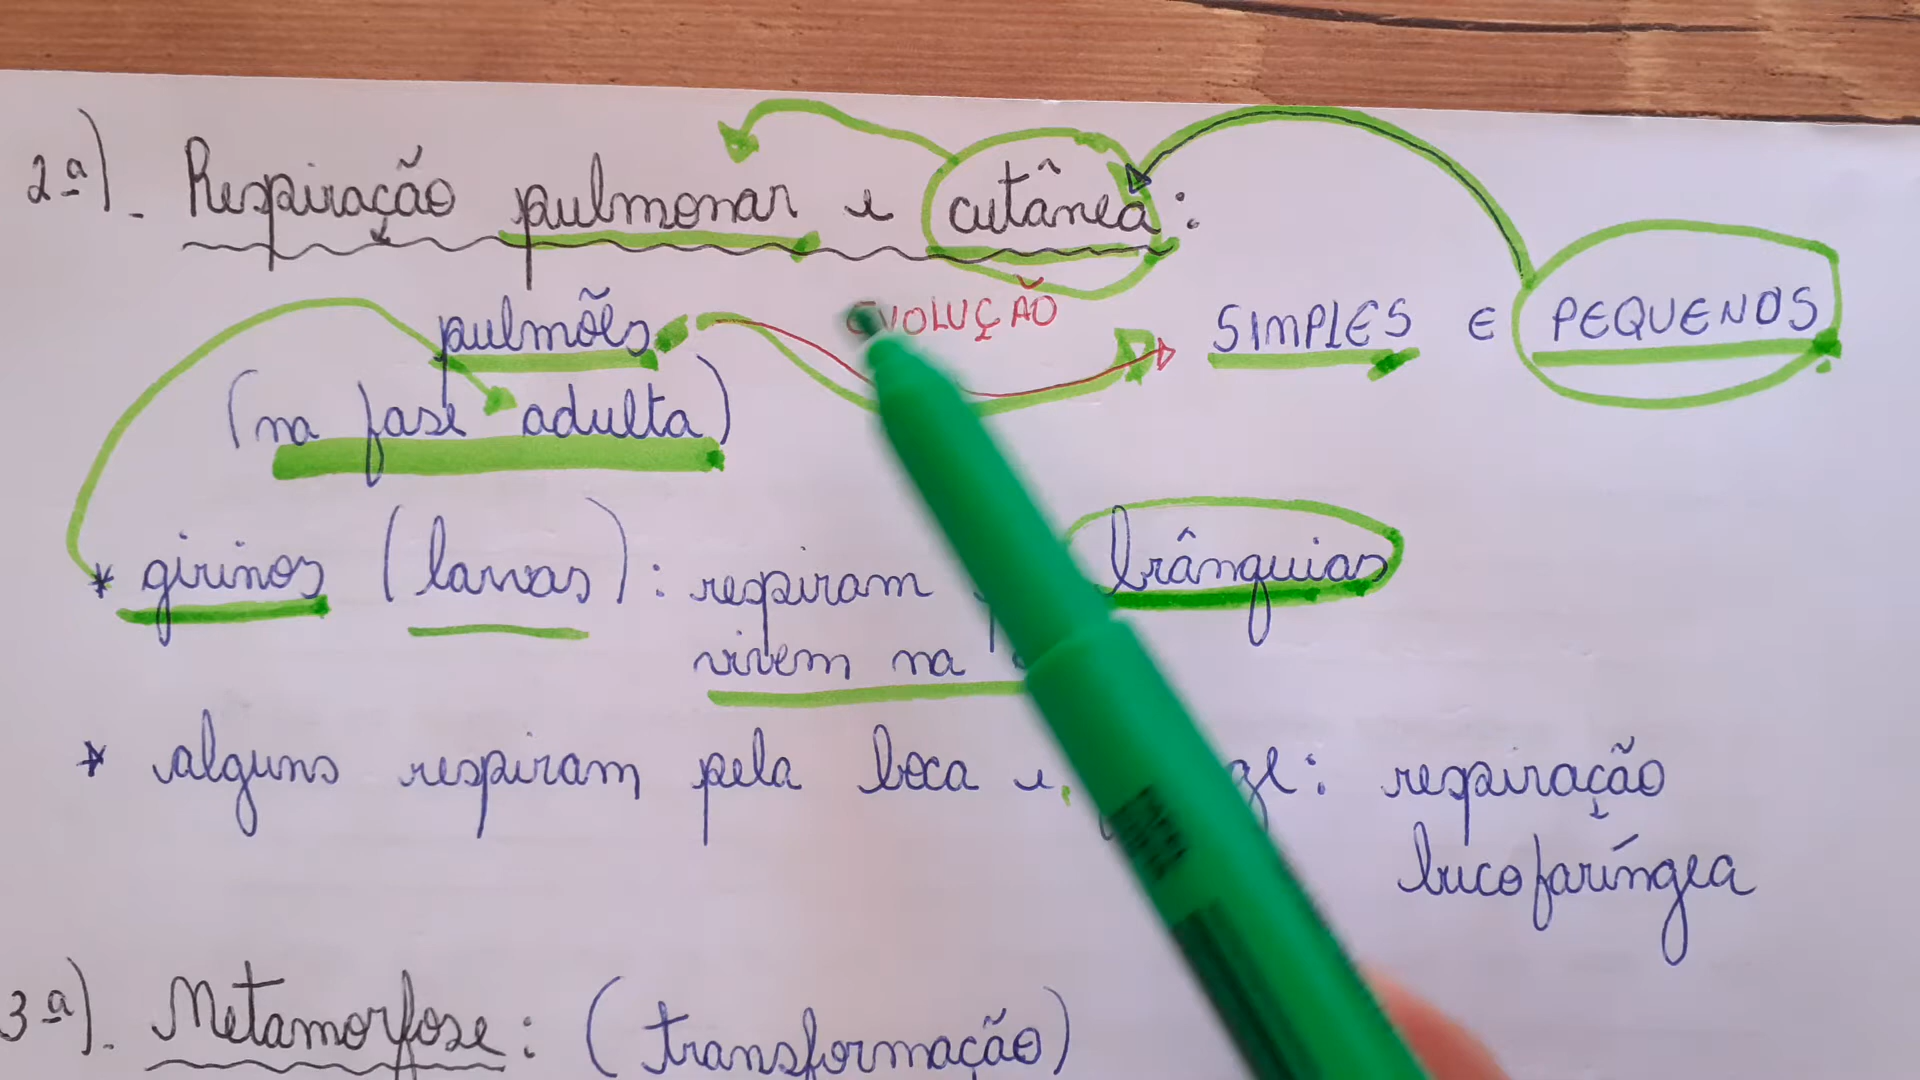 2ª). Respiração pulmonar e cutânea:
pulmões EVOLUÇÃO SIMPLES E PEQUENOS
(na fase adulta)
* girinos (larvas): respiram brânquias
vivem na
* alguns respiram pela boca e respiração
bucofaríngea
3ª). Metamorfose: (transformação)